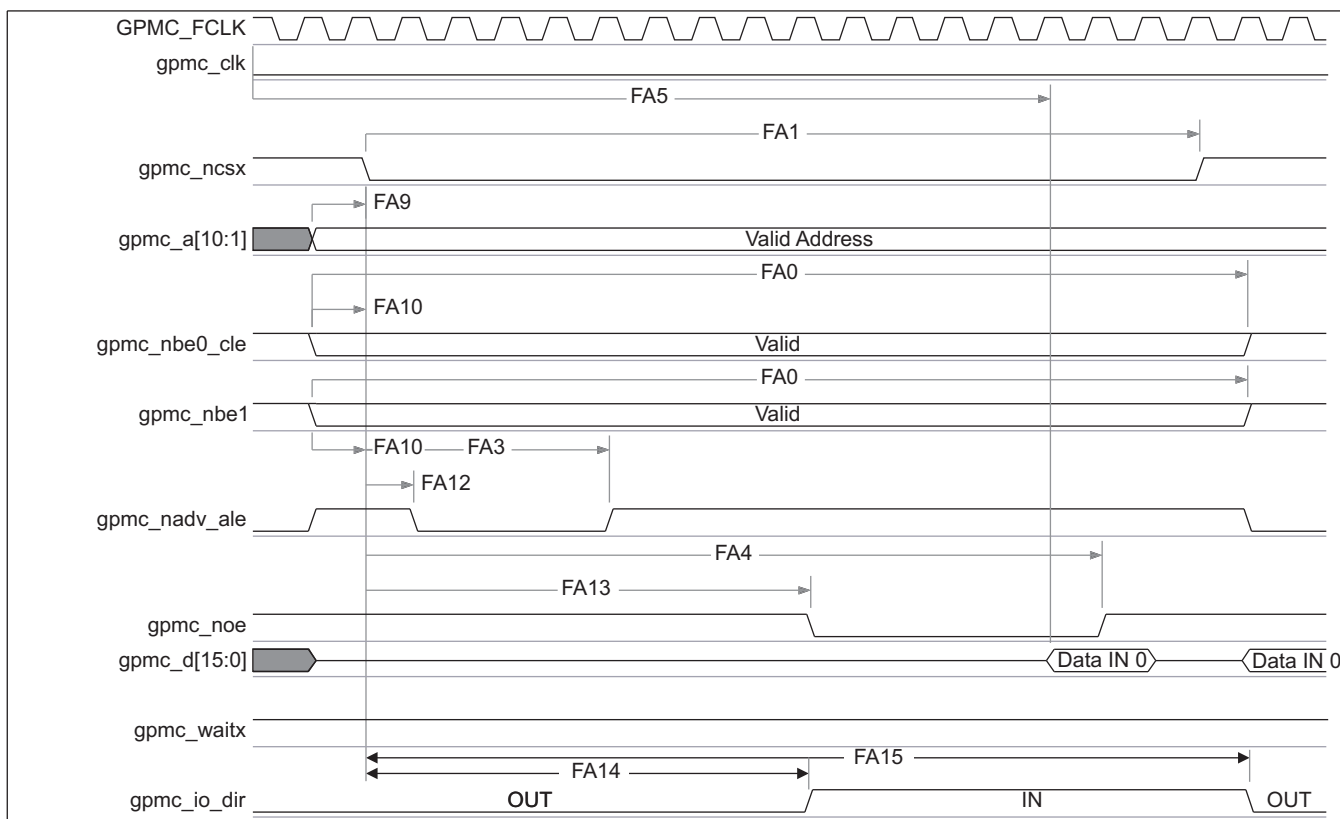 GPMC_FCLK
gpmc_clk
FA5
FA1
gpmc_ncsx
FA9
gpmc_a[10:1] Valid Address
FA0
FA10
gpmc_nbe0_cle Valid
FA0
gpmc_nbe1 Valid
FA10 FA3
FA12
gpmc_nadv_ale
FA4
FA13
gpmc_noe
gpmc_d[15:0] Data IN 0 Data IN 0
gpmc_waitx
FA15
FA14
gpmc_io_dir OUT IN OUT